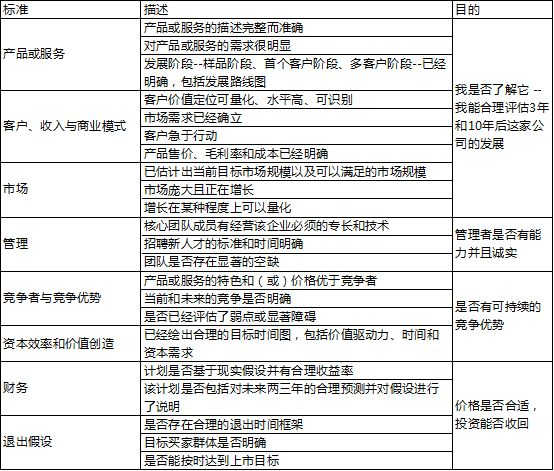 标准 描述 目的
产品或服务
产品或服务的描述完整而准确
对产品或服务的需求很明显
发展阶段--样品阶段、首个客户阶段、多客户阶段--已经
明确，包括发展路线图
客户、收入与商业模式
客户价值定位可量化、水平高、可识别
市场需求已经确立
客户急于行动
产品售价、毛利率和成本已经明确
市场
已估计出当前目标市场规模以及可以满足的市场规模
市场庞大且正在增长
增长在某种程度上可以量化
我是否了解它 --
我能合理评估3年
和10年后这家公
司的发展
管理
核心团队成员有经营该企业必须的专长和技术
招聘新人才的标准和时间明确
团队是否存在显著的空缺
管理者是否有能
力并且诚实
竞争者与竞争优势
产品或服务的特色和（或）价格优于竞争者
当前和未来的竞争是否明确
是否已经评估了弱点或显著障碍
资本效率和价值创造
已经绘出合理的目标时间图，包括价值驱动力、时间和
资本需求
是否有可持续的
竞争优势
财务
计划是否基于现实假设并有合理收益率
该计划是否包括对未来两三年的合理预测并对假设进行
了说明
退出假设
是否存在合理的退出时间框架
目标买家群体是否明确
是否能按时达到上市目标
价格是否合适，
投资能否收回